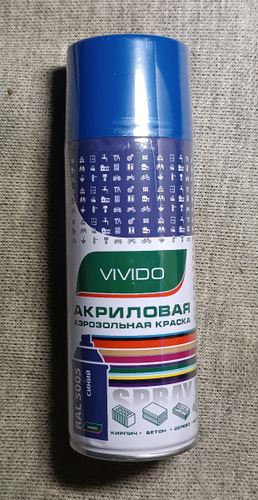 VIVIDO
АКРИЛОВАЯ
АЭРОЗОЛЬНАЯ КРАСКА
RAL 5005
СИНИЙ
SPRAY
КИРПИЧ • БЕТОН • ДЕРЕВО